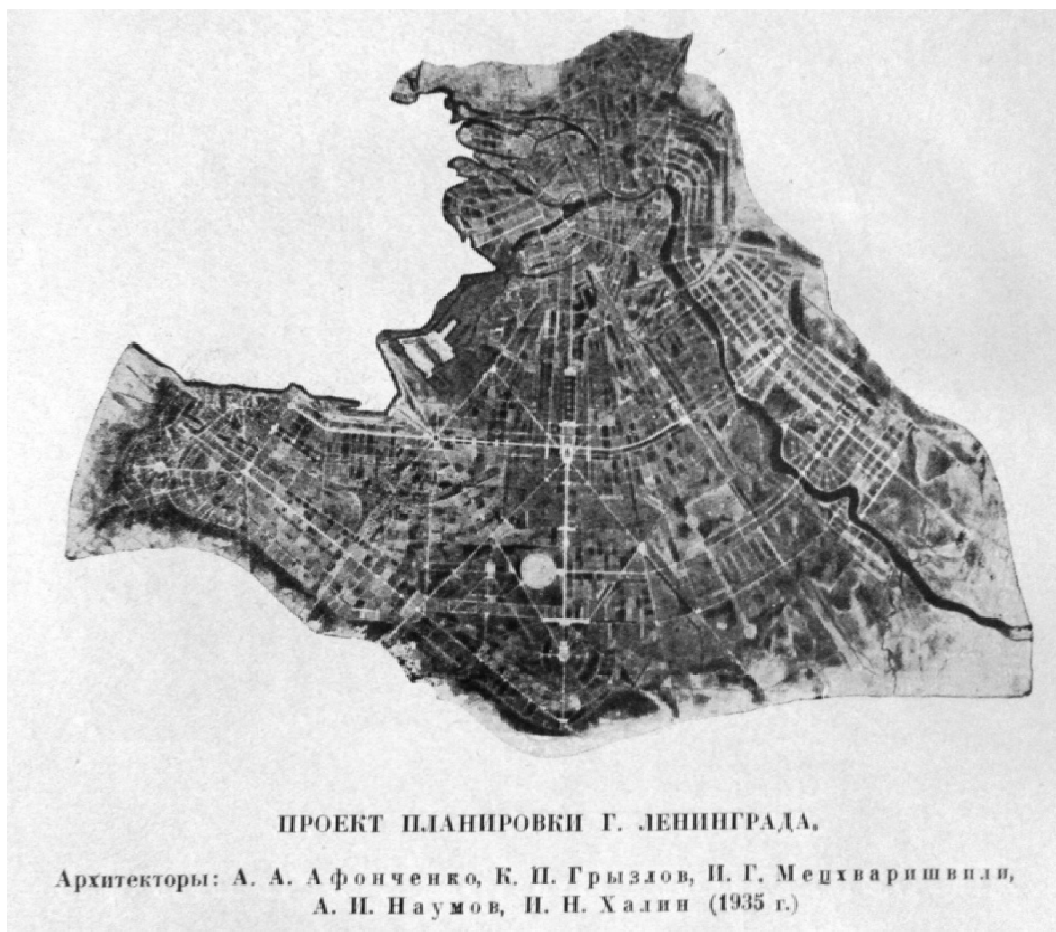 ПРОЕКТ ПЛАНИРОВКИ Г. ЛЕНИНГРАДА.
Архитекторы: А. А. Афонченко, К. П. Грызлов, И. Г. Мецхваришвили,
А. И. Наумов, И. Н. Халин (1935 г.)